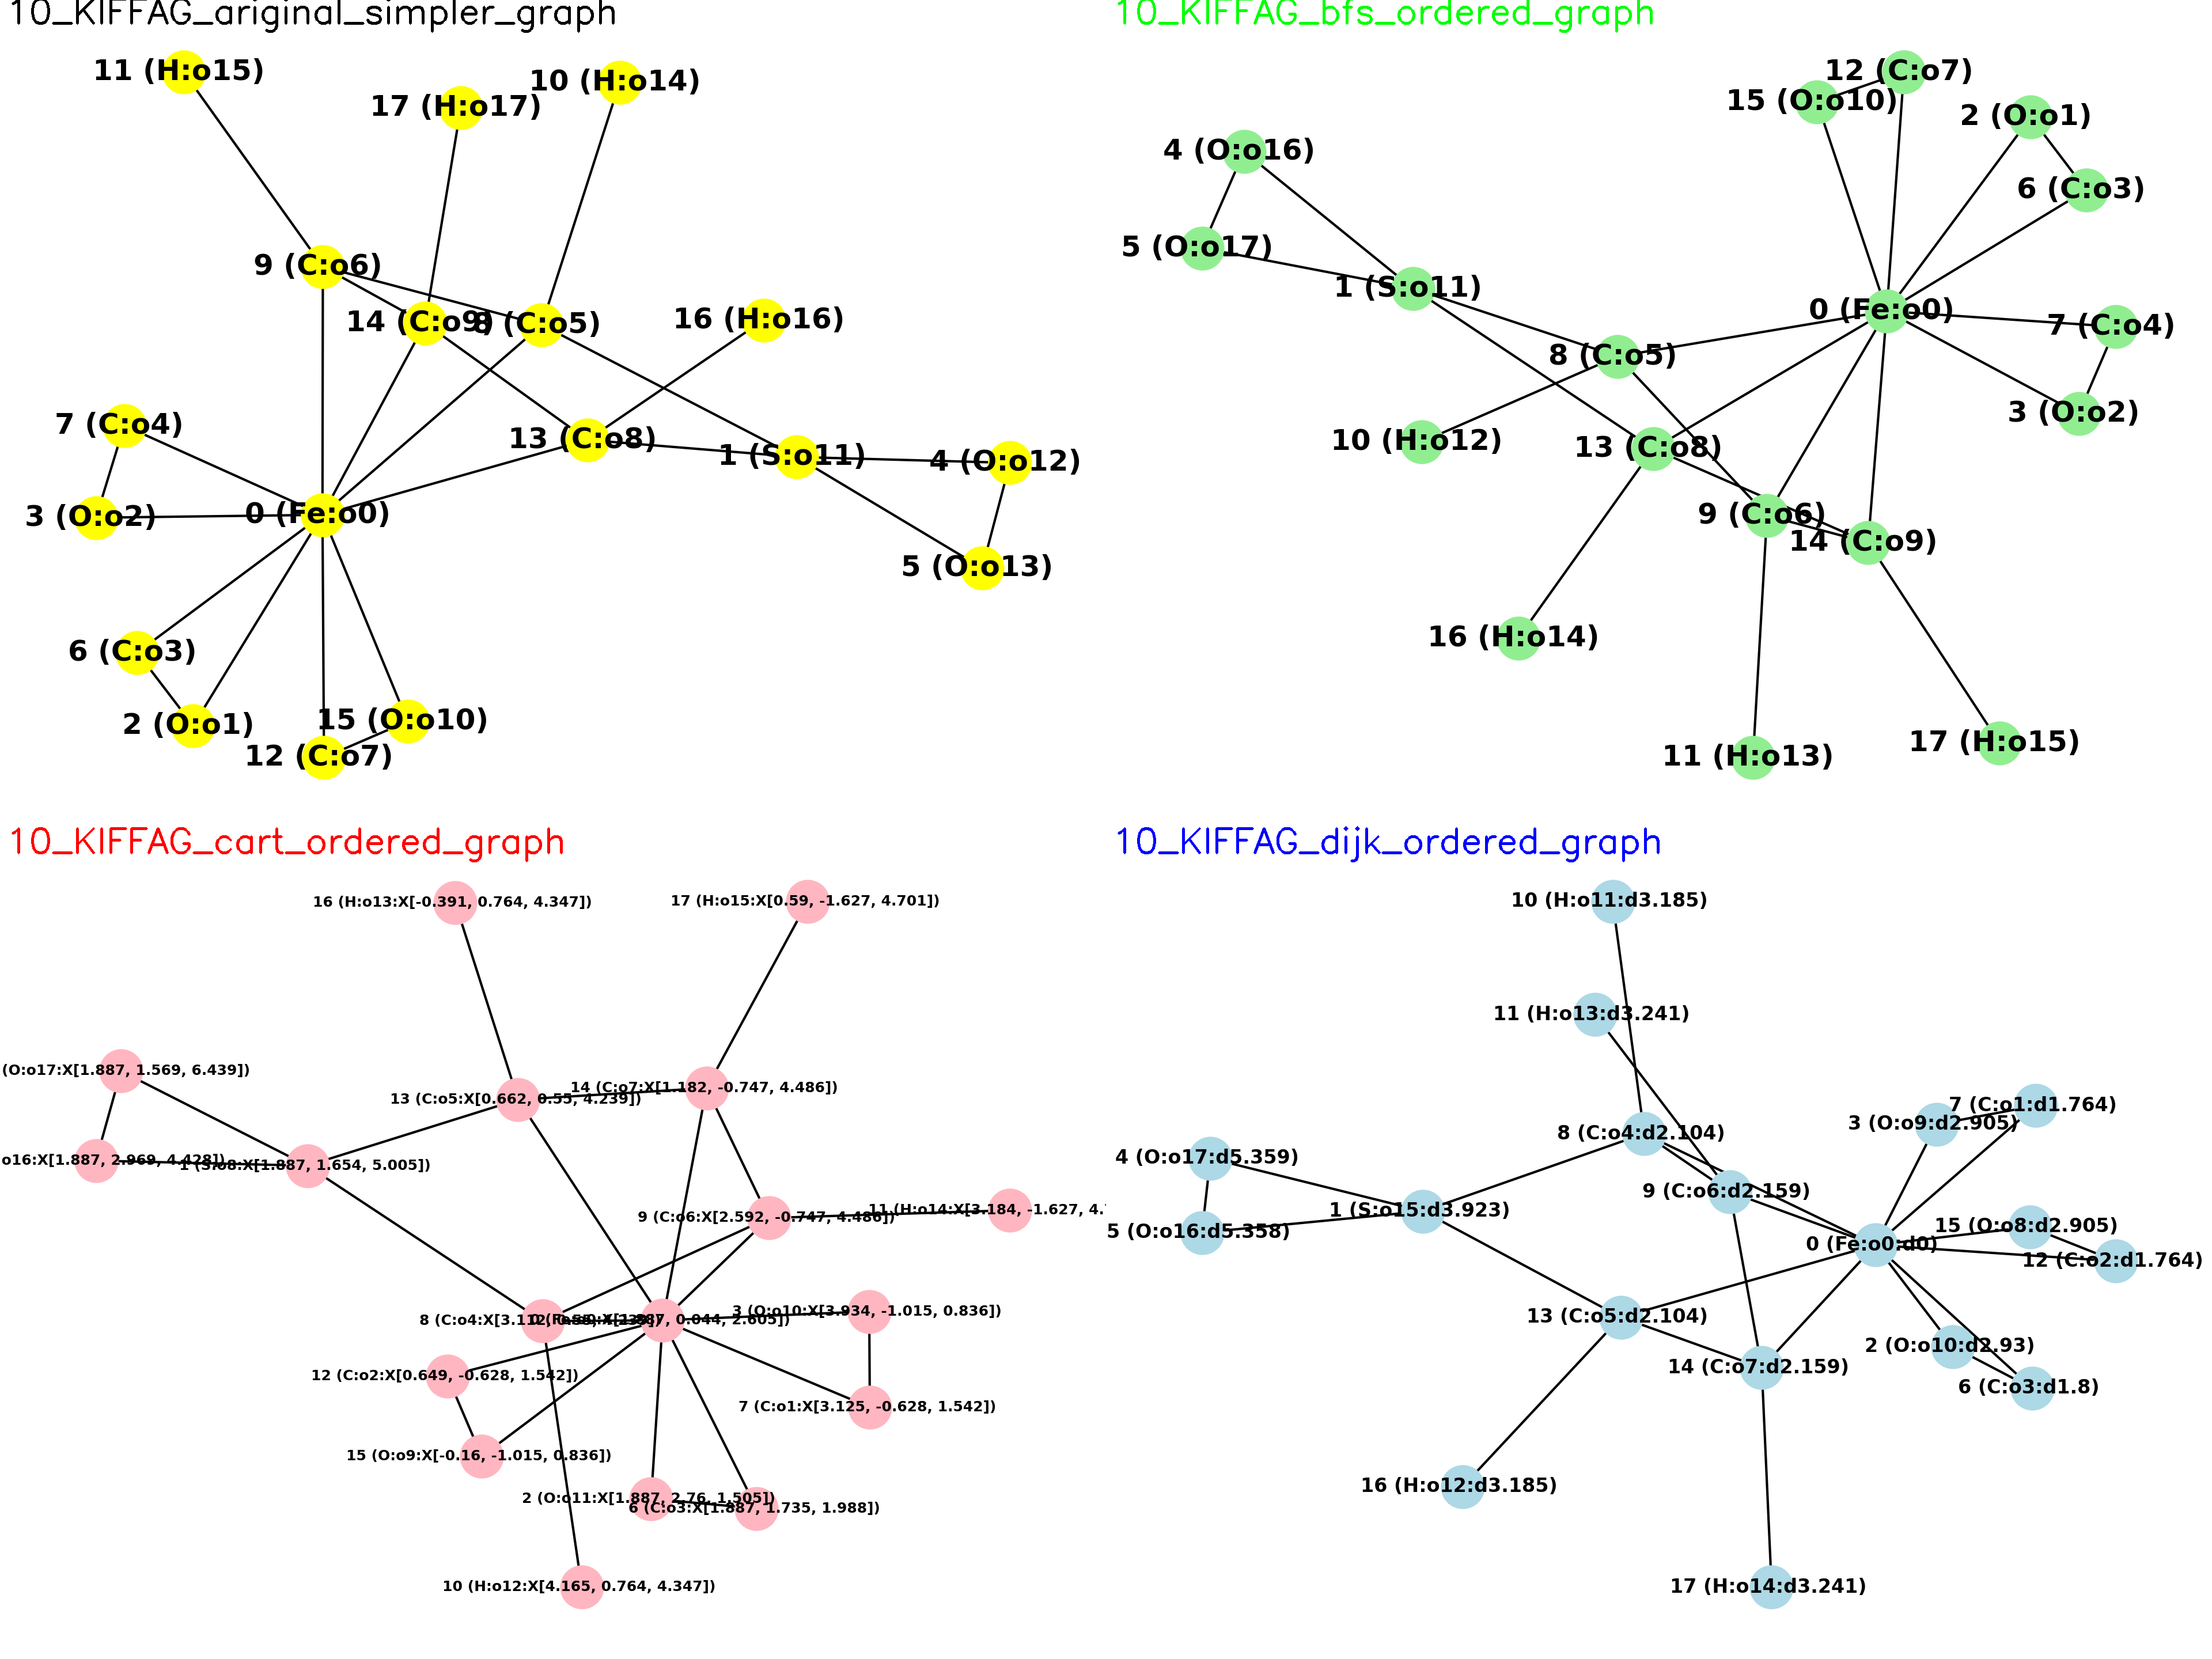 10_KIFFAG_ariginal_simpler_graph
11 (H:o15)
17 (H:o17)
10 (H:o14)
9 (C:o6)
14 (C:o9)
8 (C:o5)
16 (H:o16)
7 (C:o4)
13 (C:o8)
1 (S:o11)
4 (O:o12)
3 (O:o2)
0 (Fe:o0)
5 (O:o13)
6 (C:o3)
2 (O:o1)
15 (O:o10)
12 (C:o7)
10_KIFFAG_bfs_ordered_graph
12 (C:o7)
15 (O:o10)
2 (O:o1)
4 (O:o16)
6 (C:o3)
5 (O:o17)
1 (S:o11)
0 (Fe:o0)
7 (C:o4)
8 (C:o5)
3 (O:o2)
10 (H:o12)
13 (C:o8)
9 (C:o6)
14 (C:o9)
16 (H:o14)
11 (H:o13)
17 (H:o15)
10_KIFFAG_cart_ordered_graph
16 (H:o13:X[-0.391, 0.764, 4.347])
17 (H:o15:X[0.59, -1.627, 4.701])
(O:o17:X[1.887, 1.569, 6.439])
14 (C:o7:X[1.182, -0.747, 4.486])
13 (C:o5:X[0.662, 0.55, 4.239])
o16:X[1.887, 2.969, 4.428])
1 (S:o8:X[1.887, 1.654, 5.005])
11 (H:o14:X[3.184, -1.627, 4.
9 (C:o6:X[2.592, -0.747, 4.486])
3 (O:o10:X[3.934, -1.015, 0.836])
8 (C:o4:X[3.112, 0.55, 4.239])
0 (Fe:o0:X[1.887, 0.044, 2.605])
12 (C:o2:X[0.649, -0.628, 1.542])
7 (C:o1:X[3.125, -0.628, 1.542])
15 (O:o9:X[-0.16, -1.015, 0.836])
2 (O:o11:X[1.887, 2.76, 1.505])
6 (C:o3:X[1.887, 1.735, 1.988])
10 (H:o12:X[4.165, 0.764, 4.347])
10_KIFFAG_dijk_ordered_graph
10 (H:o11:d3.185)
11 (H:o13:d3.241)
7 (C:o1:d1.764)
3 (O:o9:d2.905)
8 (C:o4:d2.104)
4 (O:o17:d5.359)
9 (C:o6:d2.159)
1 (S:o15:d3.923)
15 (O:o8:d2.905)
5 (O:o16:d5.358)
0 (Fe:o0:d0)
12 (C:o2:d1.764)
13 (C:o5:d2.104)
2 (O:o10:d2.93)
14 (C:o7:d2.159)
6 (C:o3:d1.8)
16 (H:o12:d3.185)
17 (H:o14:d3.241)